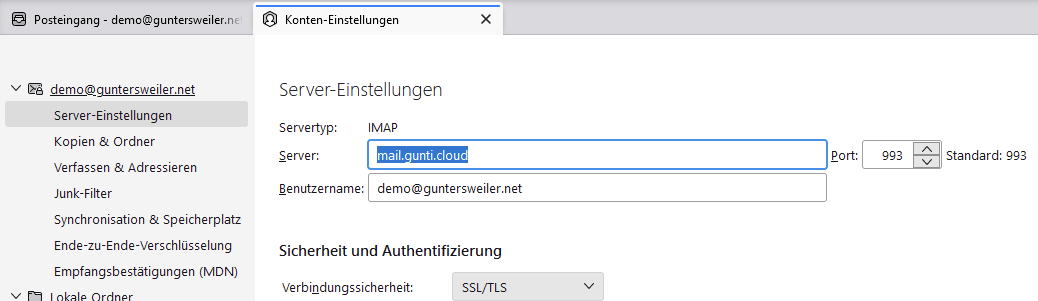 Posteingang - demo@guntersweiler.ne
Konten-Einstellungen
demo@guntersweiler.net
Server-Einstellungen
Kopien & Ordner
Verfassen & Adressieren
Junk-Filter
Synchronisation & Speicherplatz
Ende-zu-Ende-Verschlüsselung
Empfangsbestätigungen (MDN)
Lokale Ordner
Server-Einstellungen
Servertyp: IMAP
Server: mail.gunti.cloud Port: 993 Standard: 993
Benutzername: demo@guntersweiler.net
Sicherheit und Authentifizierung
Verbindungssicherheit: SSL/TLS